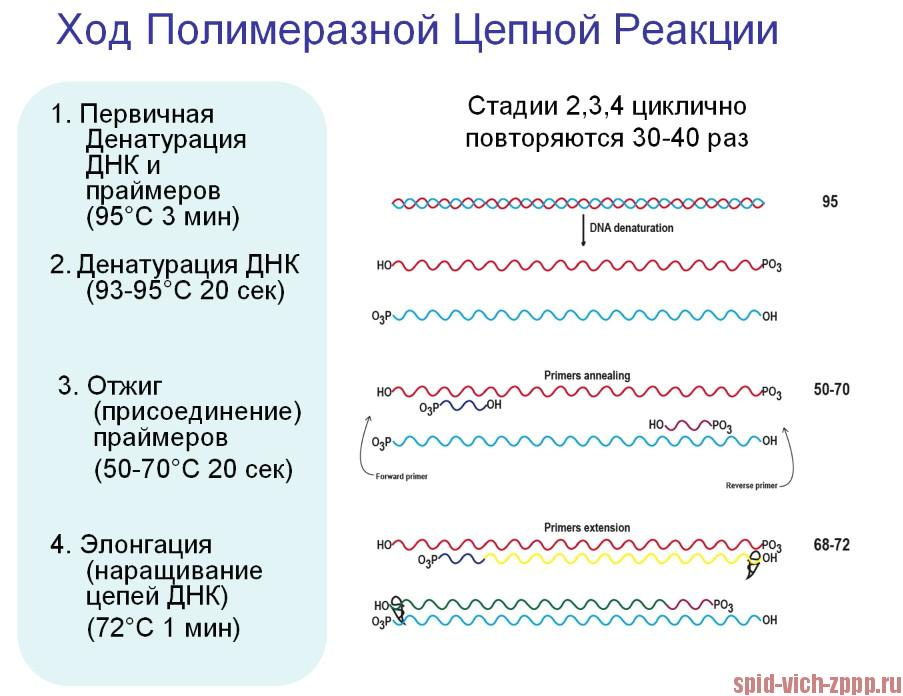 Ход Полимеразной Цепной Реакции
1. Первичная
Денатурация
ДНК и
праймеров
(95°С 3 мин)
2. Денатурация ДНК
(93-95°С 20 сек)
3. Отжиг
(присоединение)
праймеров
(50-70°С 20 сек)
4. Элонгация
(наращивание
цепей ДНК)
(72°С 1 мин)
Стадии 2,3,4 циклично
повторяются 30-40 раз
95
DNA denaturation
HO PO3
O3P OH
Primers annealing
HO PO3 50-70
O3P OH
HO PO3
O3P OH
Forward primer
Reverse primer
Primers extension
HO PO3 68-72
O3P OH
HO PO3
O3P OH
spid-vich-zppp.ru